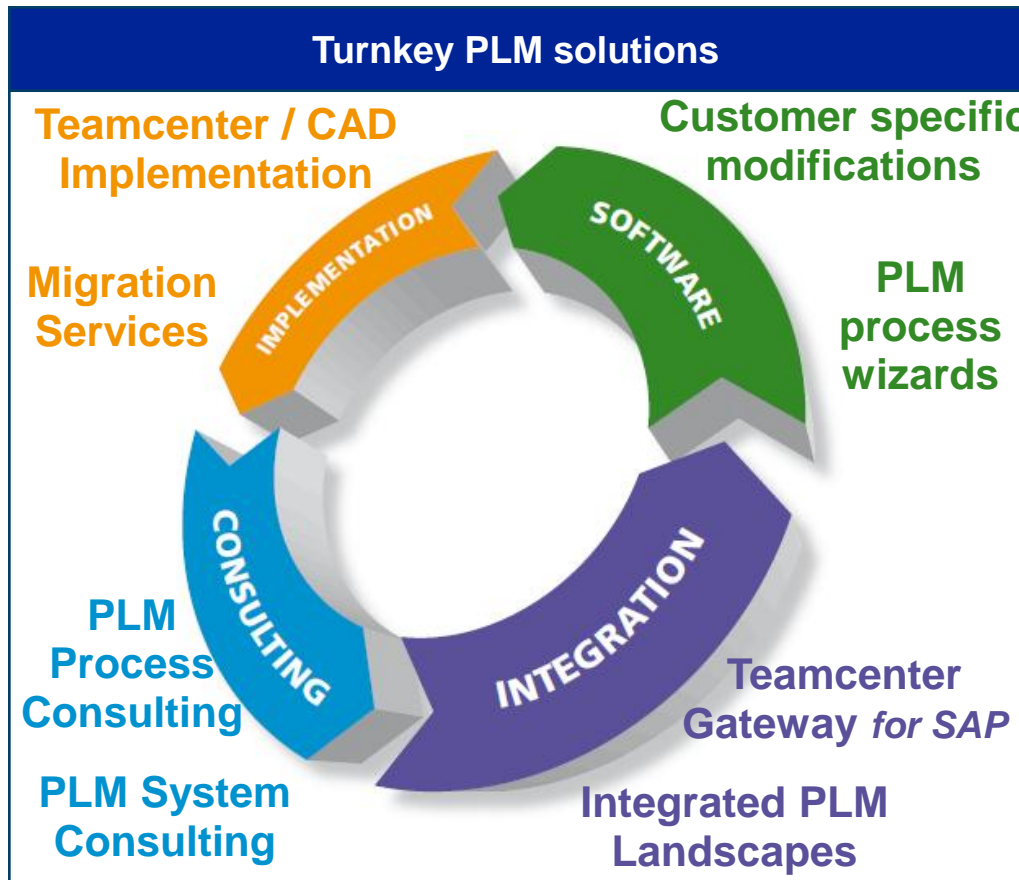 Turnkey PLM solutions
Teamcenter / CAD
Implementation
Customer specific
modifications
IMPLEMENTATION
SOFTWARE
Migration
Services
PLM
process
wizards
CONSULTING
INTEGRATION
PLM
Process
Consulting
Teamcenter
Gateway for SAP
PLM System
Consulting
Integrated PLM
Landscapes